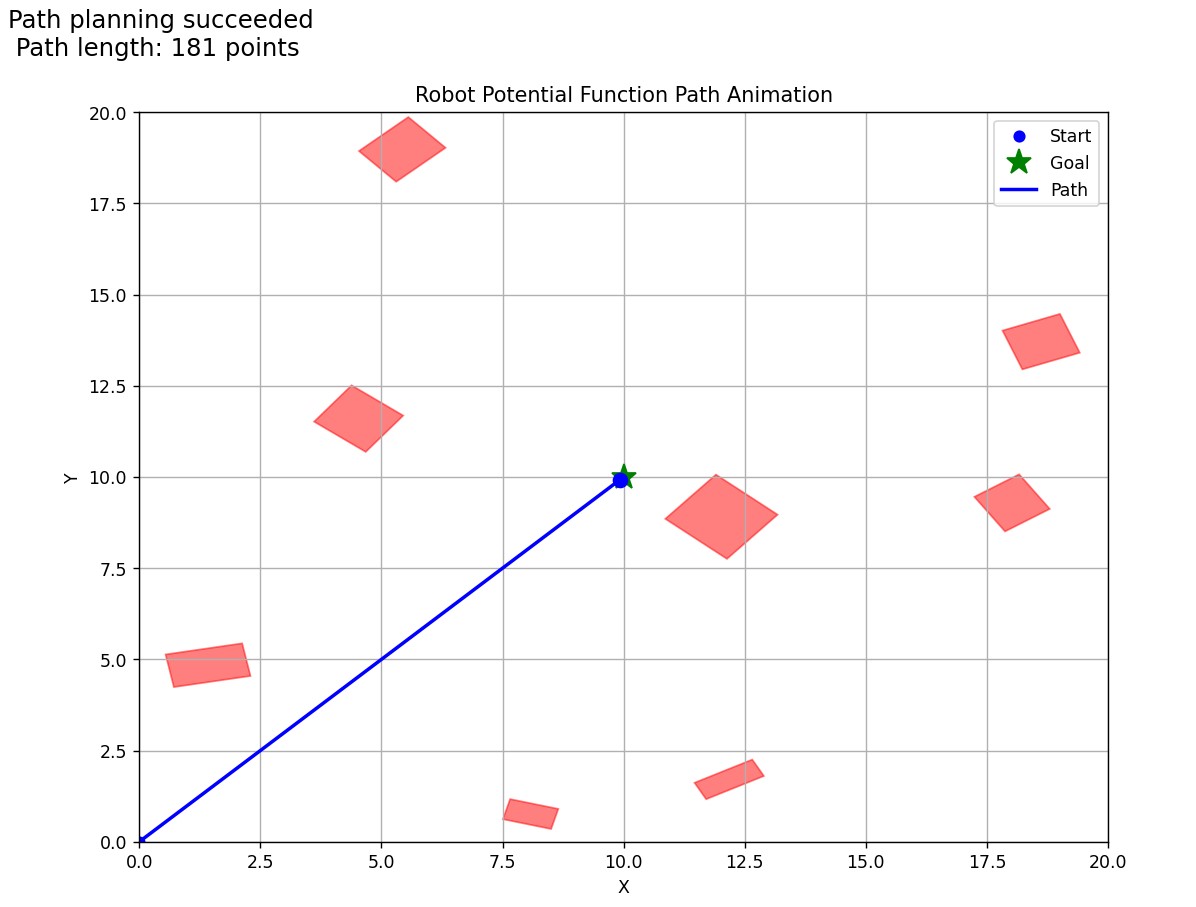 Path planning succeeded
Path length: 181 points
Robot Potential Function Path Animation
Start
Goal
Path
20.0
17.5
15.0
12.5
10.0
7.5
5.0
2.5
0.0
Y
0.0 2.5 5.0 7.5 10.0 12.5 15.0 17.5 20.0
X